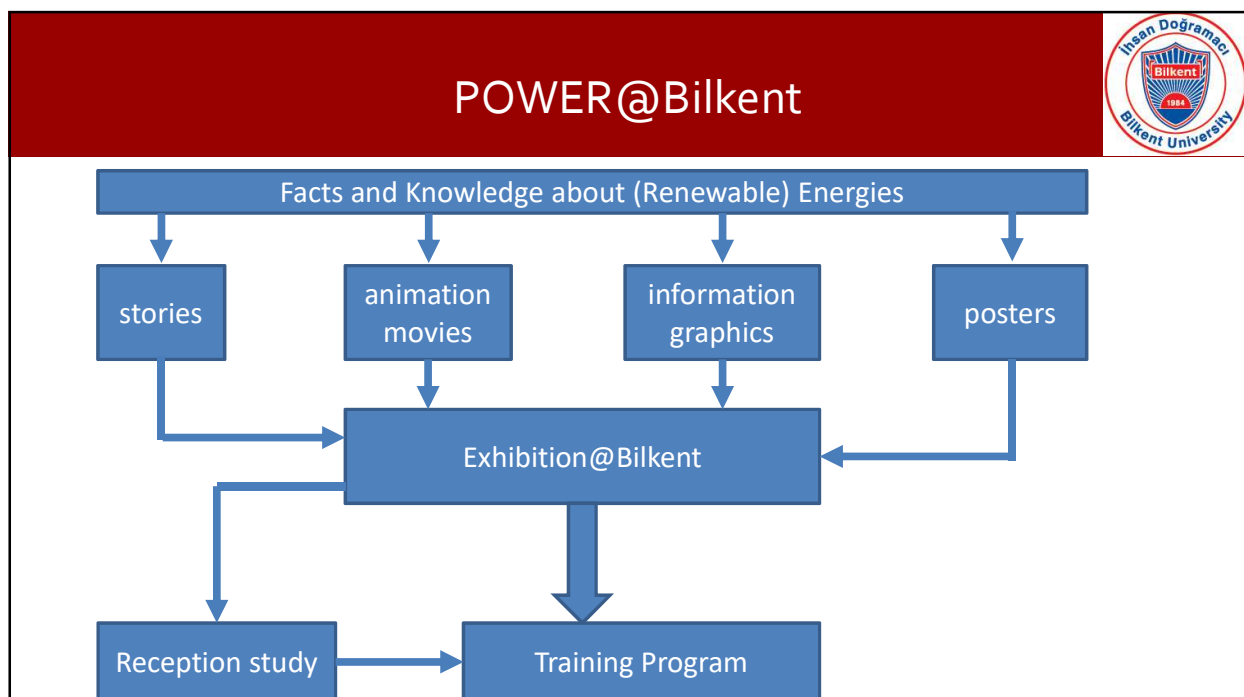 POWER@Bilkent
İhsan Doğramacı
Bilkent
1984
Bilkent University
Facts and Knowledge about (Renewable) Energies
stories
animation
movies
information
graphics
posters
Exhibition@Bilkent
Reception study
Training Program